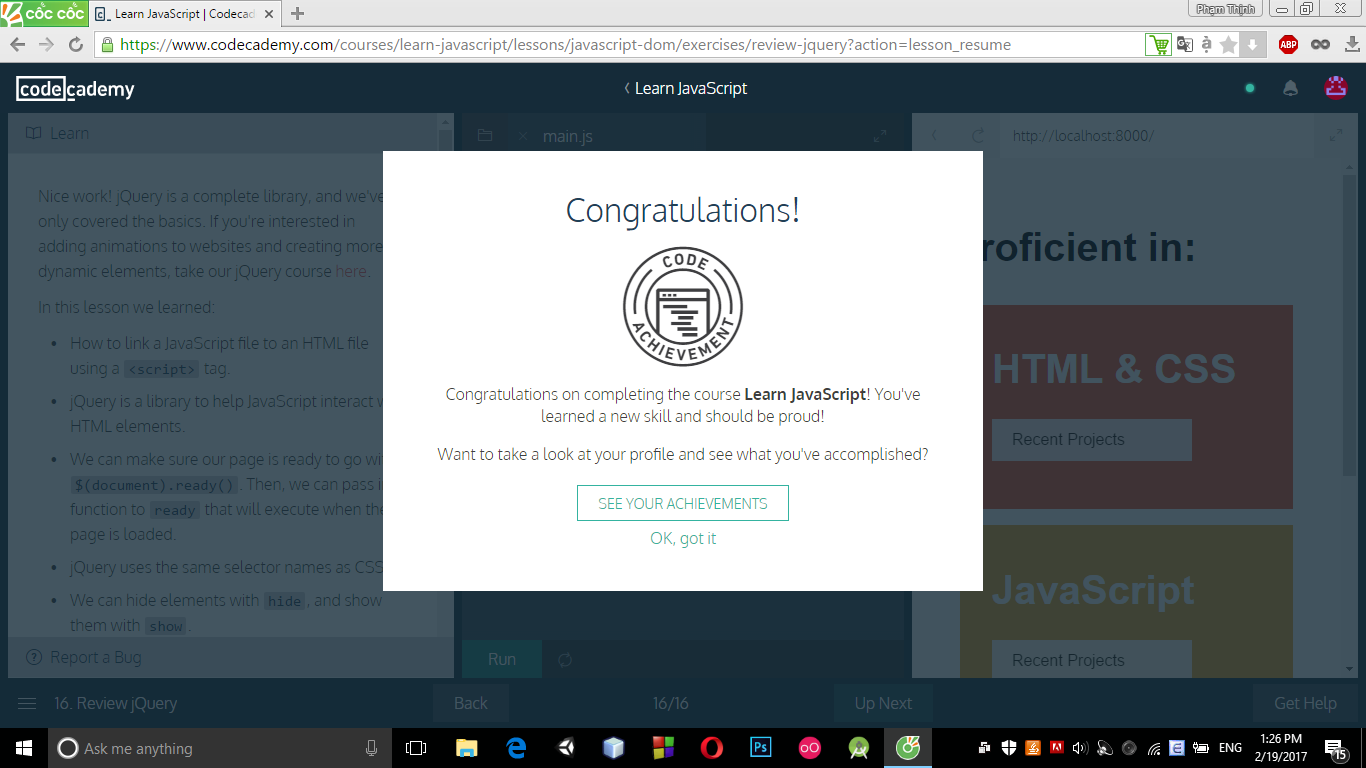 cốc cốc
Learn JavaScript | Codecad
Phạm Thịnh
https://www.codecademy.com/courses/learn-javascript/lessons/javascript-dom/exercises/review-jquery?action=lesson_resume
ABP
codecademy
Learn JavaScript
Learn
main.js
http://localhost:8000/
Nice work! jQuery is a complete library, and we've
only covered the basics. If you're interested in
adding animations to websites and creating more
dynamic elements, take our jQuery course here.
In this lesson we learned:
• How to link a JavaScript file to an HTML file
using a <script> tag.
• jQuery is a library to help JavaScript interact w
HTML elements.
• We can make sure our page is ready to go wi
$(document).ready(). Then, we can pass i
function to ready that will execute when the
page is loaded.
• jQuery uses the same selector names as CSS
• We can hide elements with hide, and show
them with show.
Report a Bug
Congratulations!
CODE
ACHIEVEMENT
Congratulations on completing the course Learn JavaScript! You've
learned a new skill and should be proud!
Want to take a look at your profile and see what you've accomplished?
SEE YOUR ACHIEVEMENTS
OK, got it
Run
roficient in:
HTML & CSS
Recent Projects
JavaScript
Recent Projects
16. Review jQuery
Back
16/16
Up Next
Get Help
Ask me anything
Ps
ENG
1:26 PM
2/19/2017
15